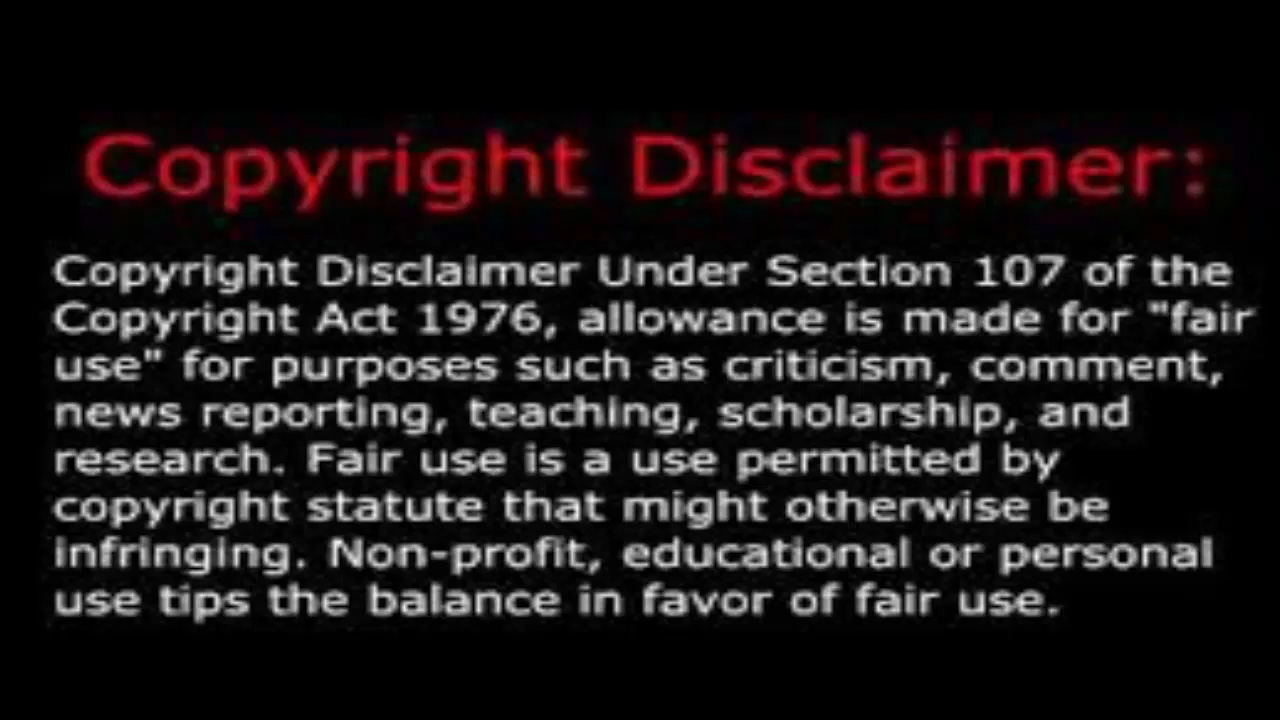 Copyright Disclaimer:
Copyright Disclaimer Under Section 107 of the
Copyright Act 1976, allowance is made for "fair
use" for purposes such as criticism, comment,
news reporting, teaching, scholarship, and
research. Fair use is a use permitted by
copyright statute that might otherwise be
infringing. Non-profit, educational or personal
use tips the balance in favor of fair use.